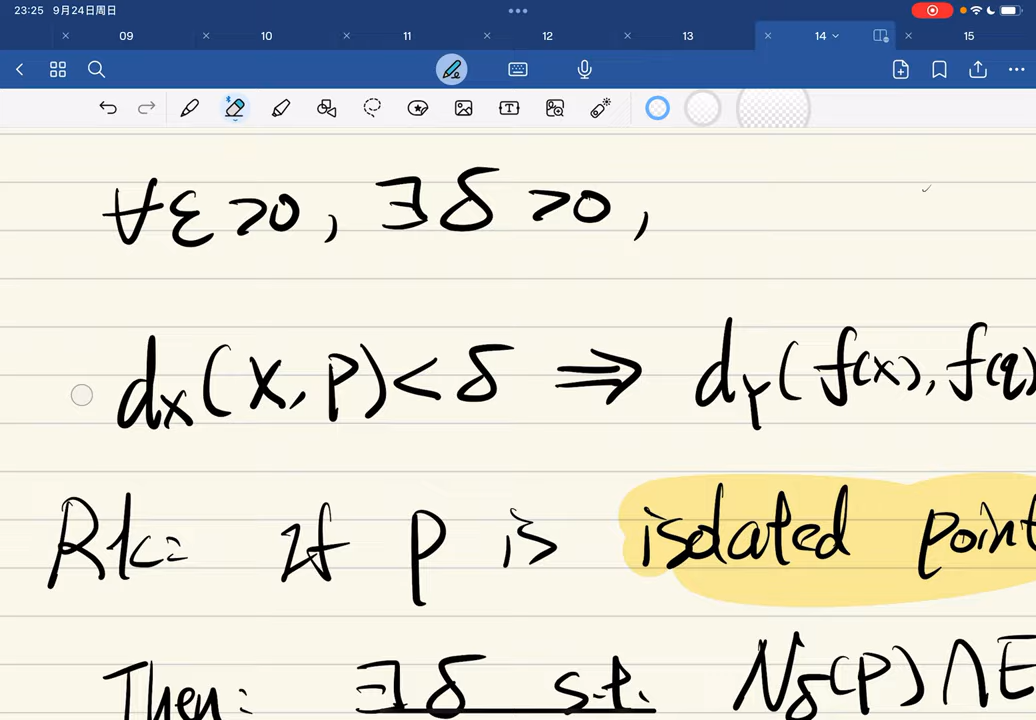 23:25 9月24日周日
09 10 11 12 13 14 15
∀ε>0, ∃δ>0,
dx(x,p)<δ ⇒ dY(f(x),f(q)
Rk: If p is isolated point
Then: ∃δ s.t. Nδ(p)∩E